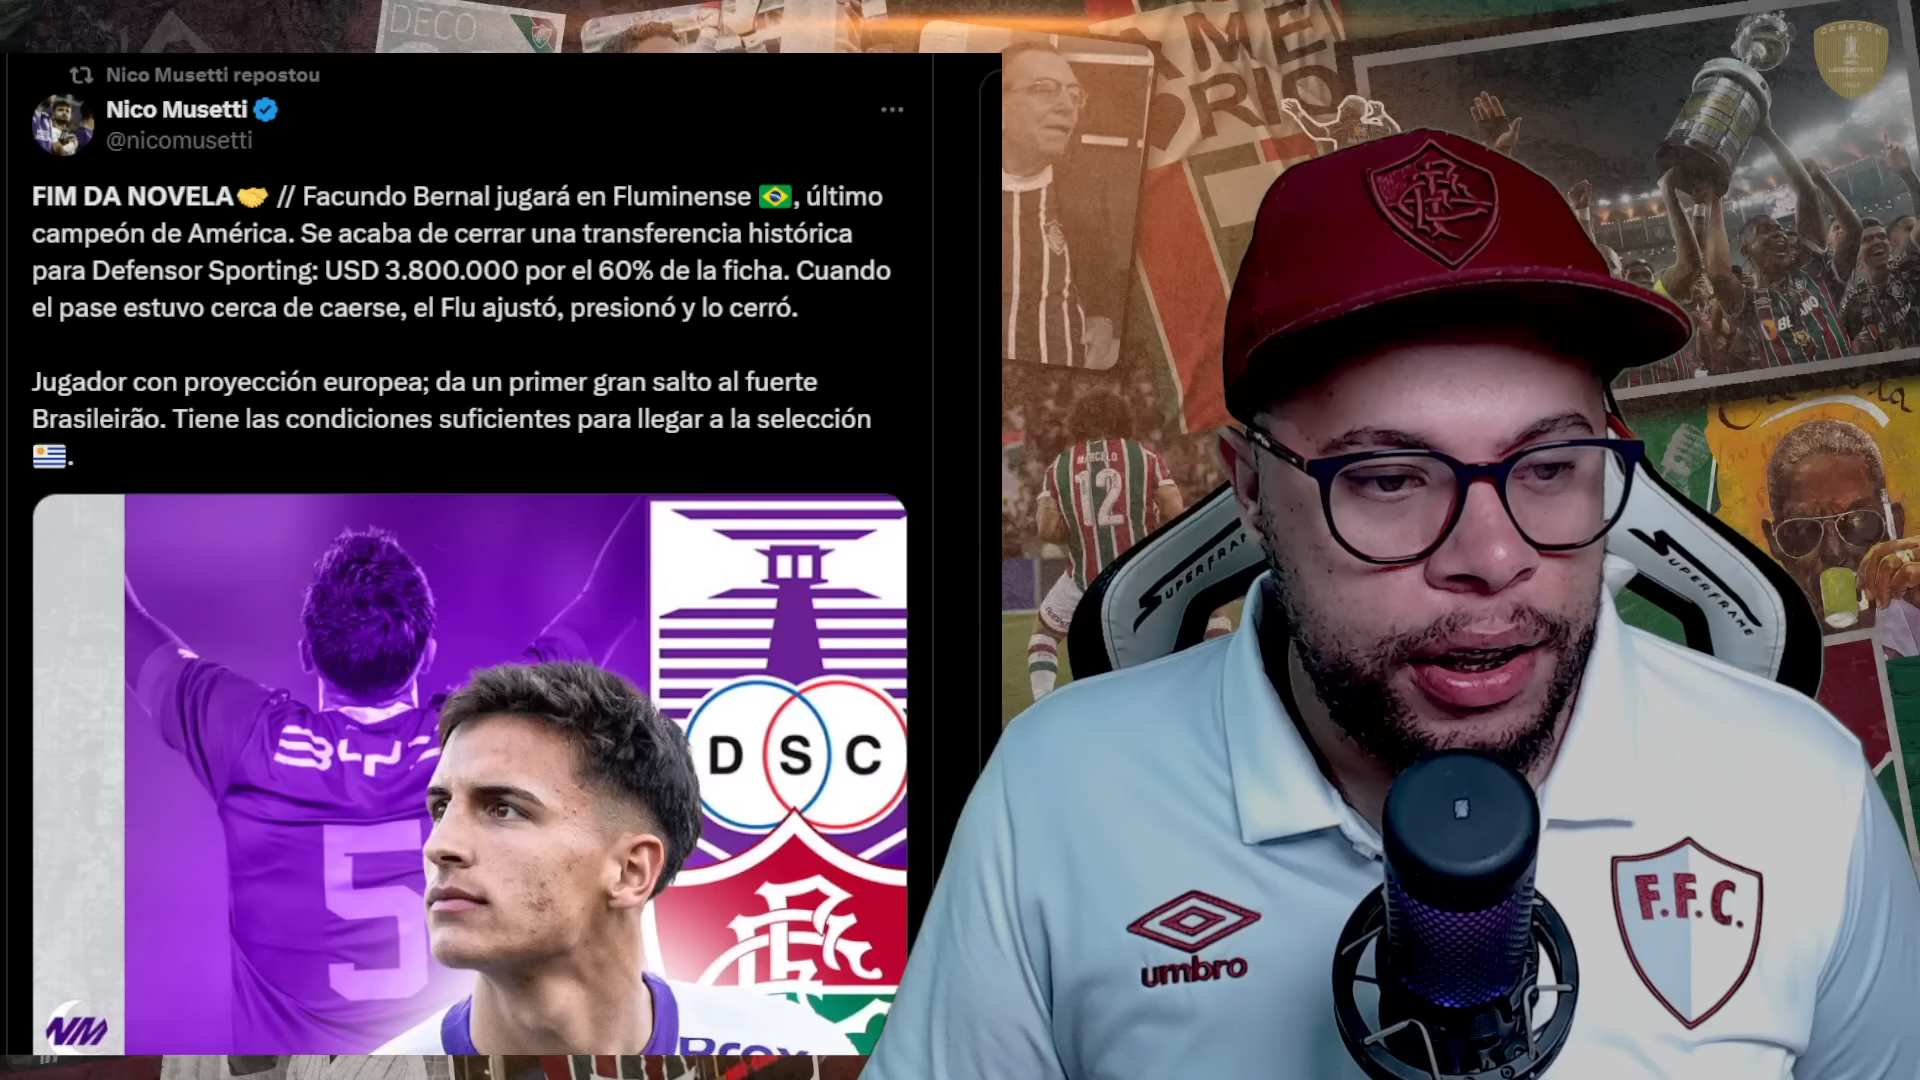 DECO
Nico Musetti repostou
Nico Musetti
@nicomusetti
FIM DA NOVELA🤝 // Facundo Bernal jugará en Fluminense 🇧🇷, último
campeón de América. Se acaba de cerrar una transferencia histórica
para Defensor Sporting: USD 3.800.000 por el 60% de la ficha. Cuando
el pase estuvo cerca de caerse, el Flu ajustó, presionó y lo cerró.
Jugador con proyección europea; da un primer gran salto al fuerte
Brasileirão. Tiene las condiciones suficientes para llegar a la selección
🇺🇾.
5
D S C
NM
RIO
CAMPEÓN
MARCELO
12
SUPERFRAME
umbro
F.F.C.